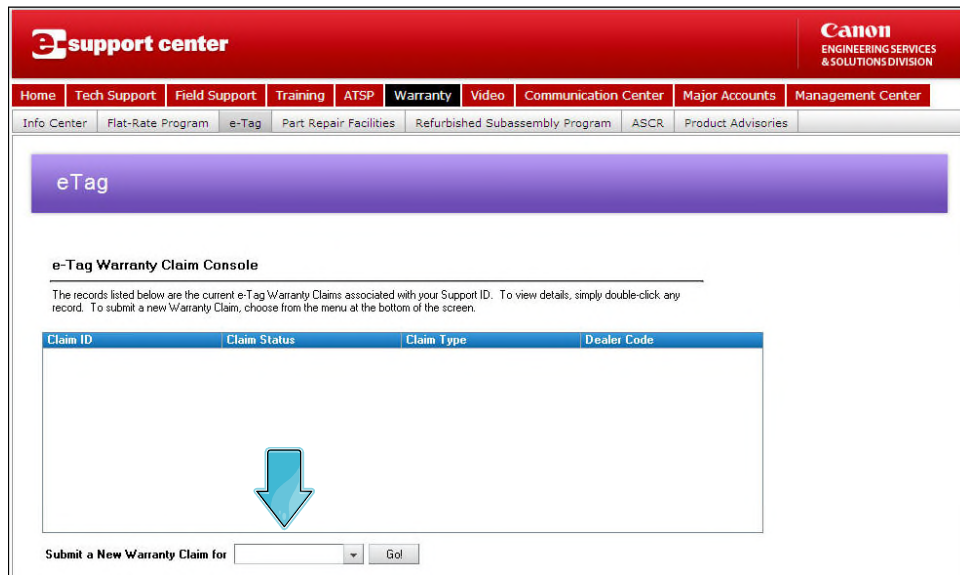 e-support center
Canon
ENGINEERING SERVICES
& SOLUTIONS DIVISION
Home Tech Support Field Support Training ATSP Warranty Video Communication Center Major Accounts Management Center
Info Center Flat-Rate Program e-Tag Part Repair Facilities Refurbished Subassembly Program ASCR Product Advisories
eTag
e-Tag Warranty Claim Console
The records listed below are the current e-Tag Warranty Claims associated with your Support ID. To view details, simply double-click any
record. To submit a new Warranty Claim, choose from the menu at the bottom of the screen.
Claim ID Claim Status Claim Type Dealer Code
Submit a New Warranty Claim for Go!